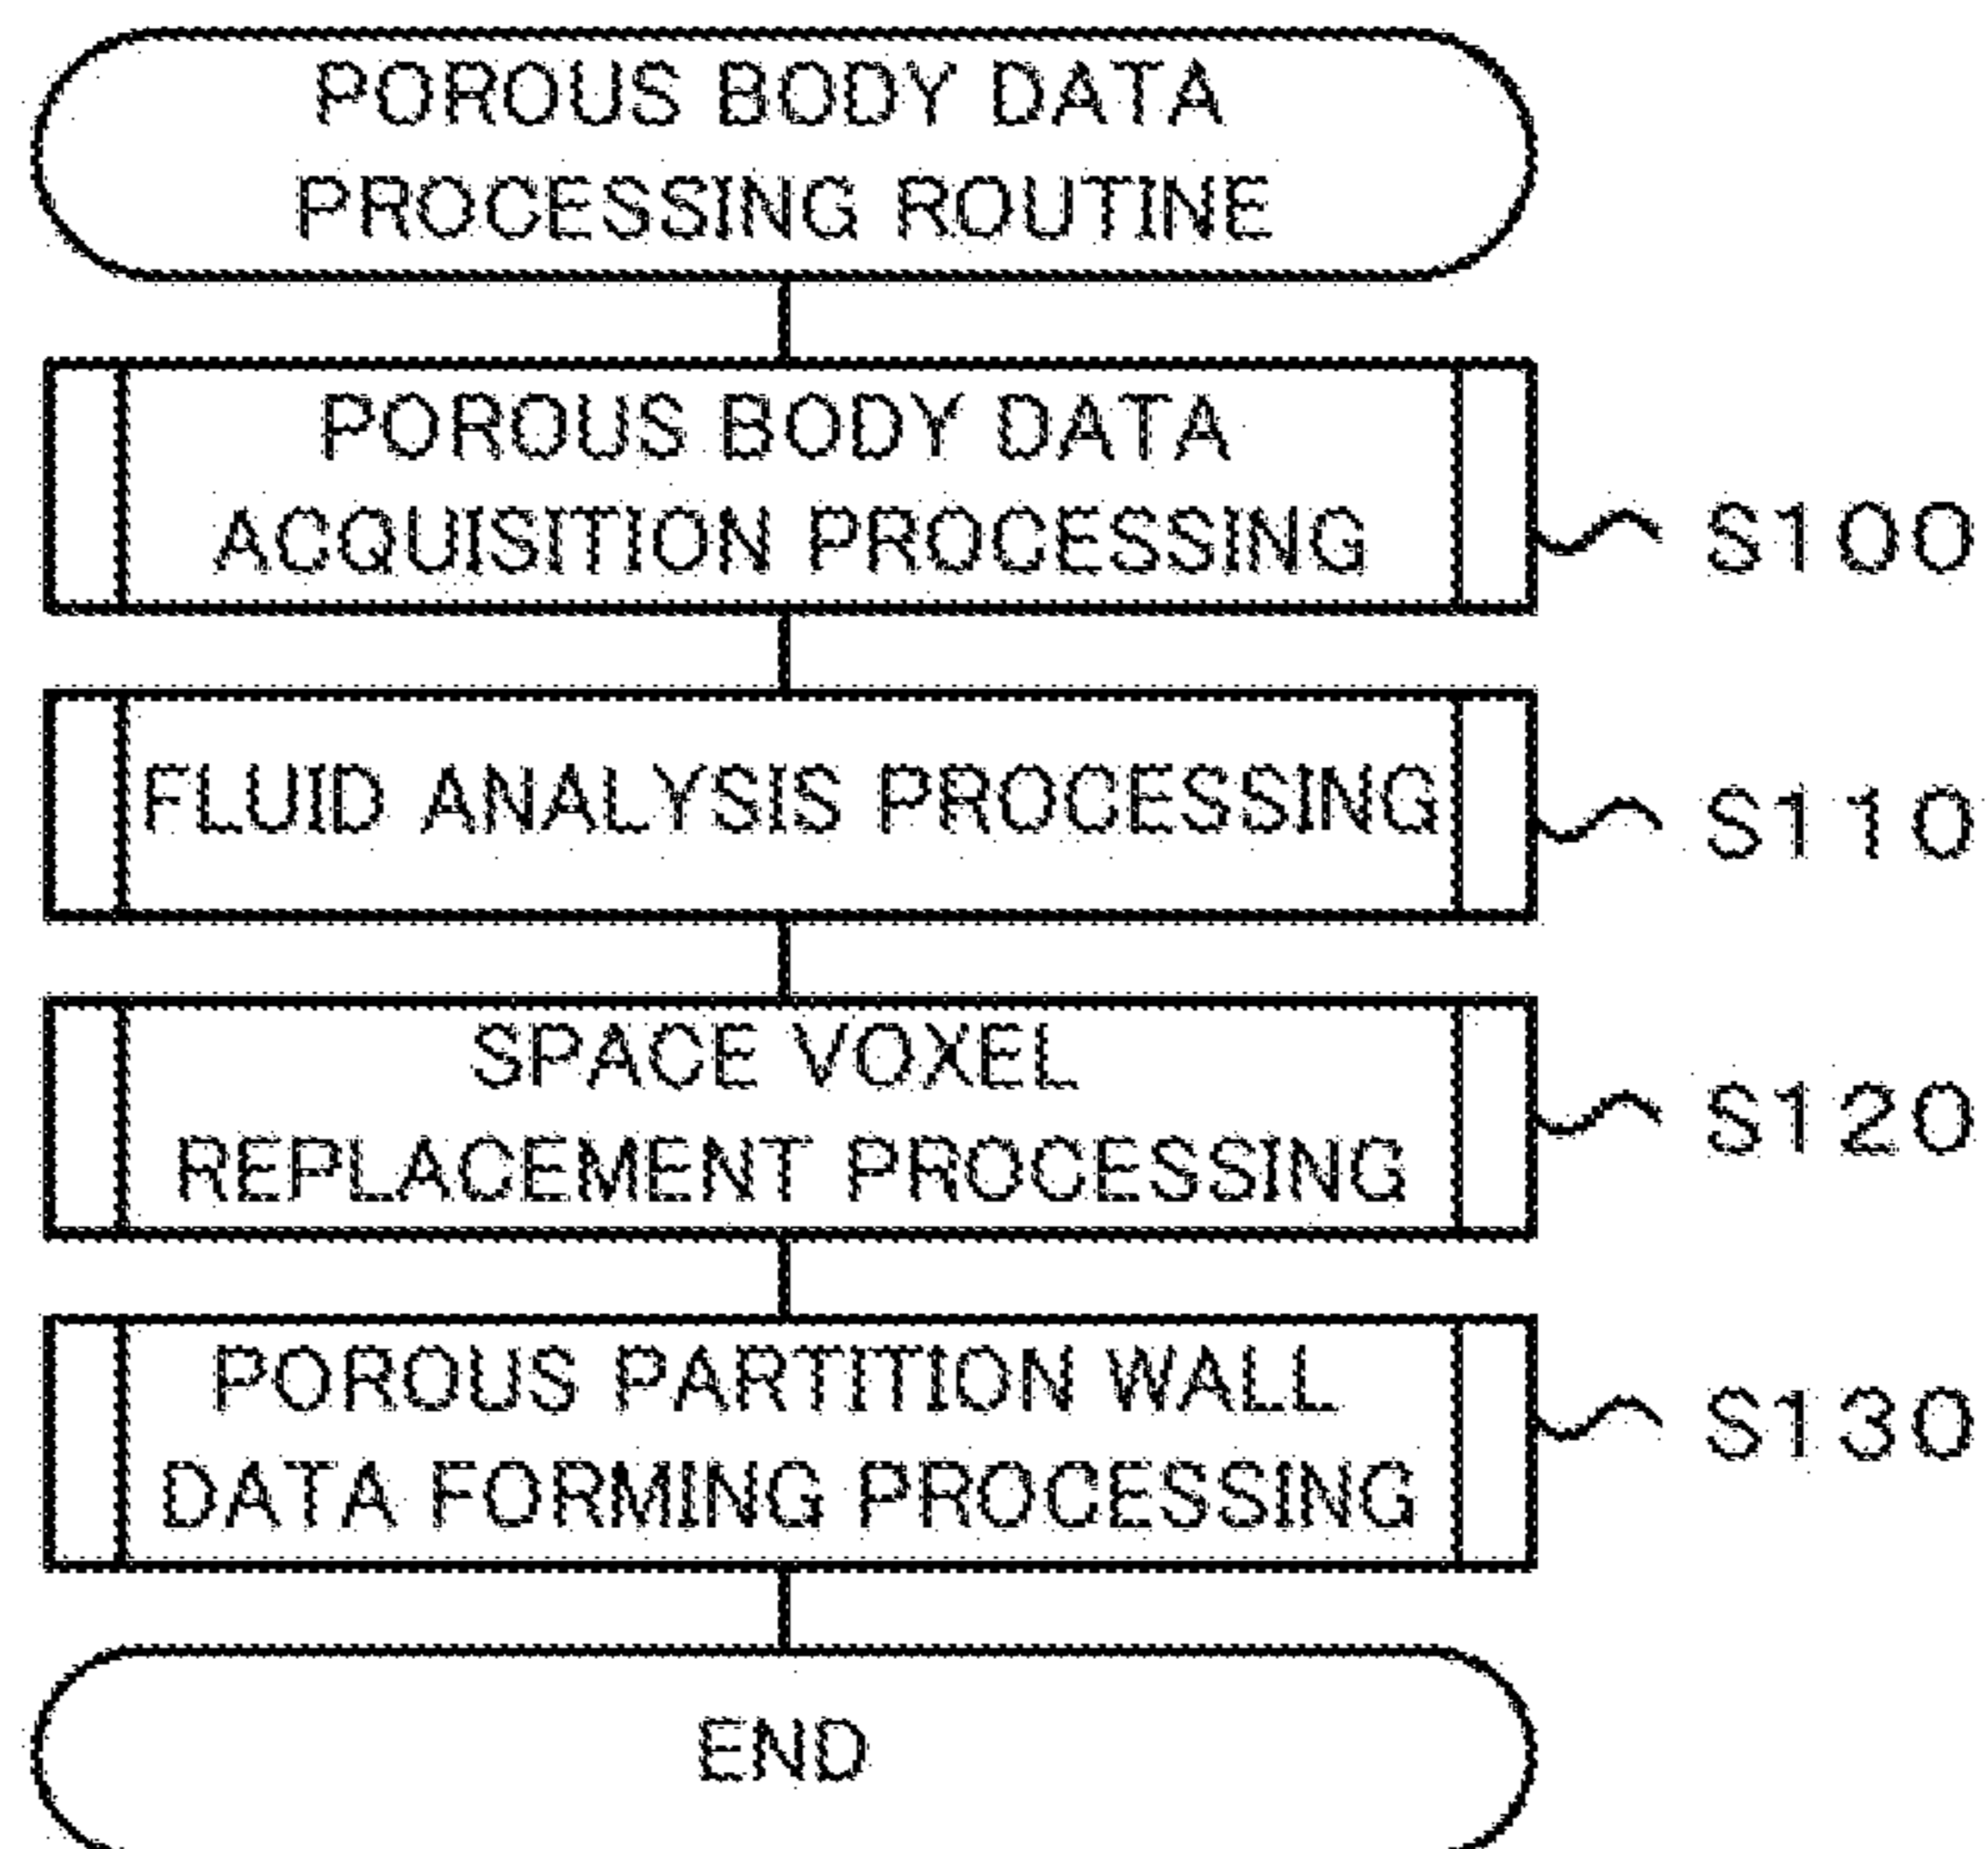 POROUS BODY DATA
PROCESSING ROUTINE
POROUS BODY DATA
ACQUISITION PROCESSING
S100
FLUID ANALYSIS PROCESSING
S110
SPACE VOXEL
REPLACEMENT PROCESSING
S120
POROUS PARTITION WALL
DATA FORMING PROCESSING
S130
END